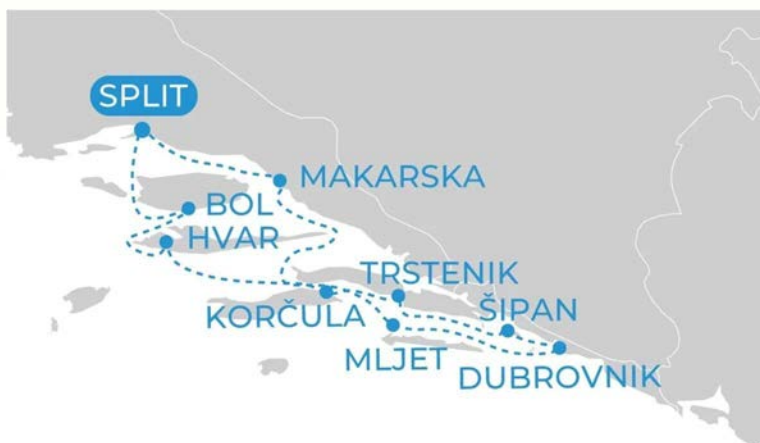 SPLIT
MAKARSKA
BOL
HVAR
TRSTENIK
ŠIPAN
KORČULA
MLJET
DUBROVNIK